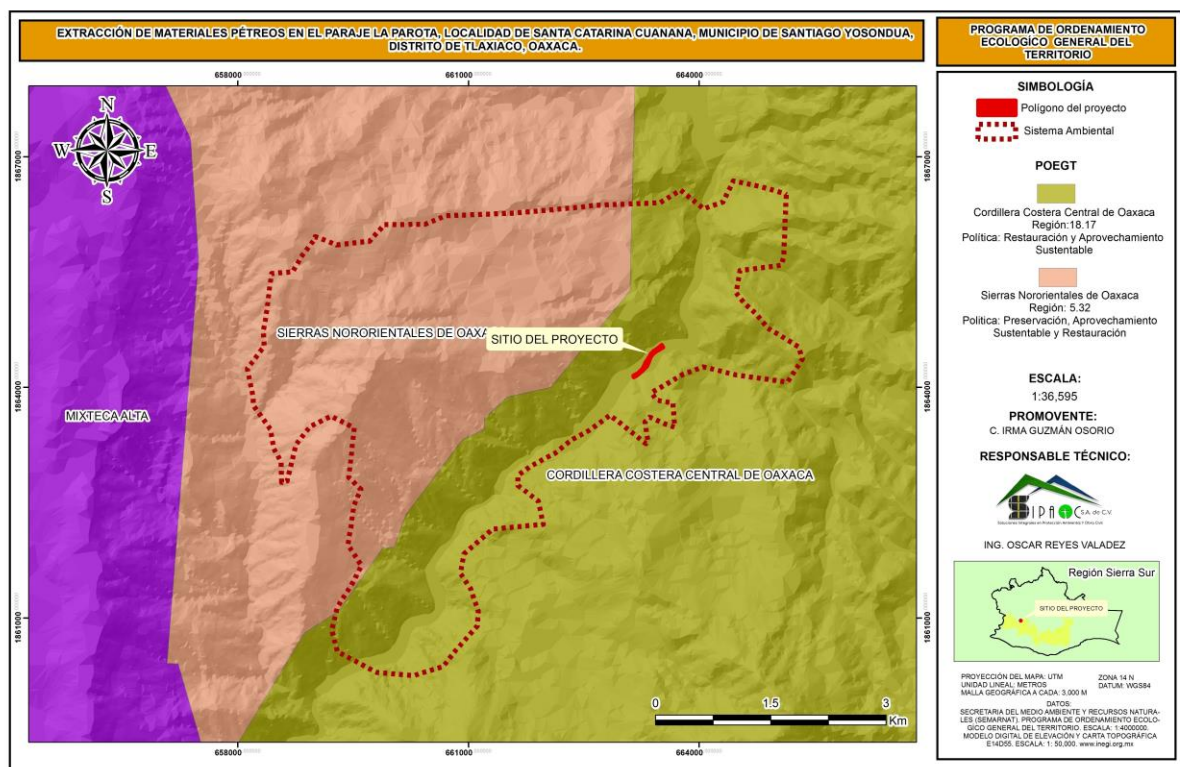 EXTRACCIÓN DE MATERIALES PÉTREOS EN EL PARAJE LA PAROTA, LOCALIDAD DE SANTA CATARINA CUANANA, MUNICIPIO DE SANTIAGO YOSONDUA,
DISTRITO DE TLAXIACO, OAXACA.
658000
661000
664000
N
W
E
S
1867000
1867000
SIERRAS NORORIENTALES DE OAXA
SITIO DEL PROYECTO
1864000
1864000
MIXTECA ALTA
CORDILLERA COSTERA CENTRAL DE OAXACA
1861000
1861000
0
1.5
3
Km
658000
661000
664000
PROGRAMA DE ORDENAMIENTO
ECOLOGÍCO GENERAL DEL
TERRITORIO
SIMBOLOGÍA
Polígono del proyecto
Sistema Ambiental
POEGT
Cordillera Costera Central de Oaxaca
Región:18.17
Política: Restauración y Aprovechamiento
Sustentable
Sierras Nororientales de Oaxaca
Región: 5.32
Política: Preservación, Aprovechamiento
Sustentable y Restauración
ESCALA:
1:36,595
PROMOVENTE:
C. IRMA GUZMÁN OSORIO
RESPONSABLE TÉCNICO:
SIPAOC S.A. de C.V.
ING. OSCAR REYES VALADEZ
Región Sierra Sur
SITIO DEL PROYECTO
PROYECCIÓN DEL MAPA: UTM
UNIDAD LINEAL: METROS
MALLA GEOGRÁFICA A CADA: 3,000 M
ZONA 14 N
DATUM: WGS84
DATOS:
SECRETARIA DEL MEDIO AMBIENTE Y RECURSOS NATURA-
LES (SEMARNAT). PROGRAMA DE ORDENAMIENTO ECOLO-
GÍCO GENERAL DEL TERRITORIO. ESCALA: 1:4000000.
MODELO DIGITAL DE ELEVACIÓN Y CARTA TOPOGRÁFICA
E14D55. ESCALA: 1: 50,000. www.inegi.org.mx